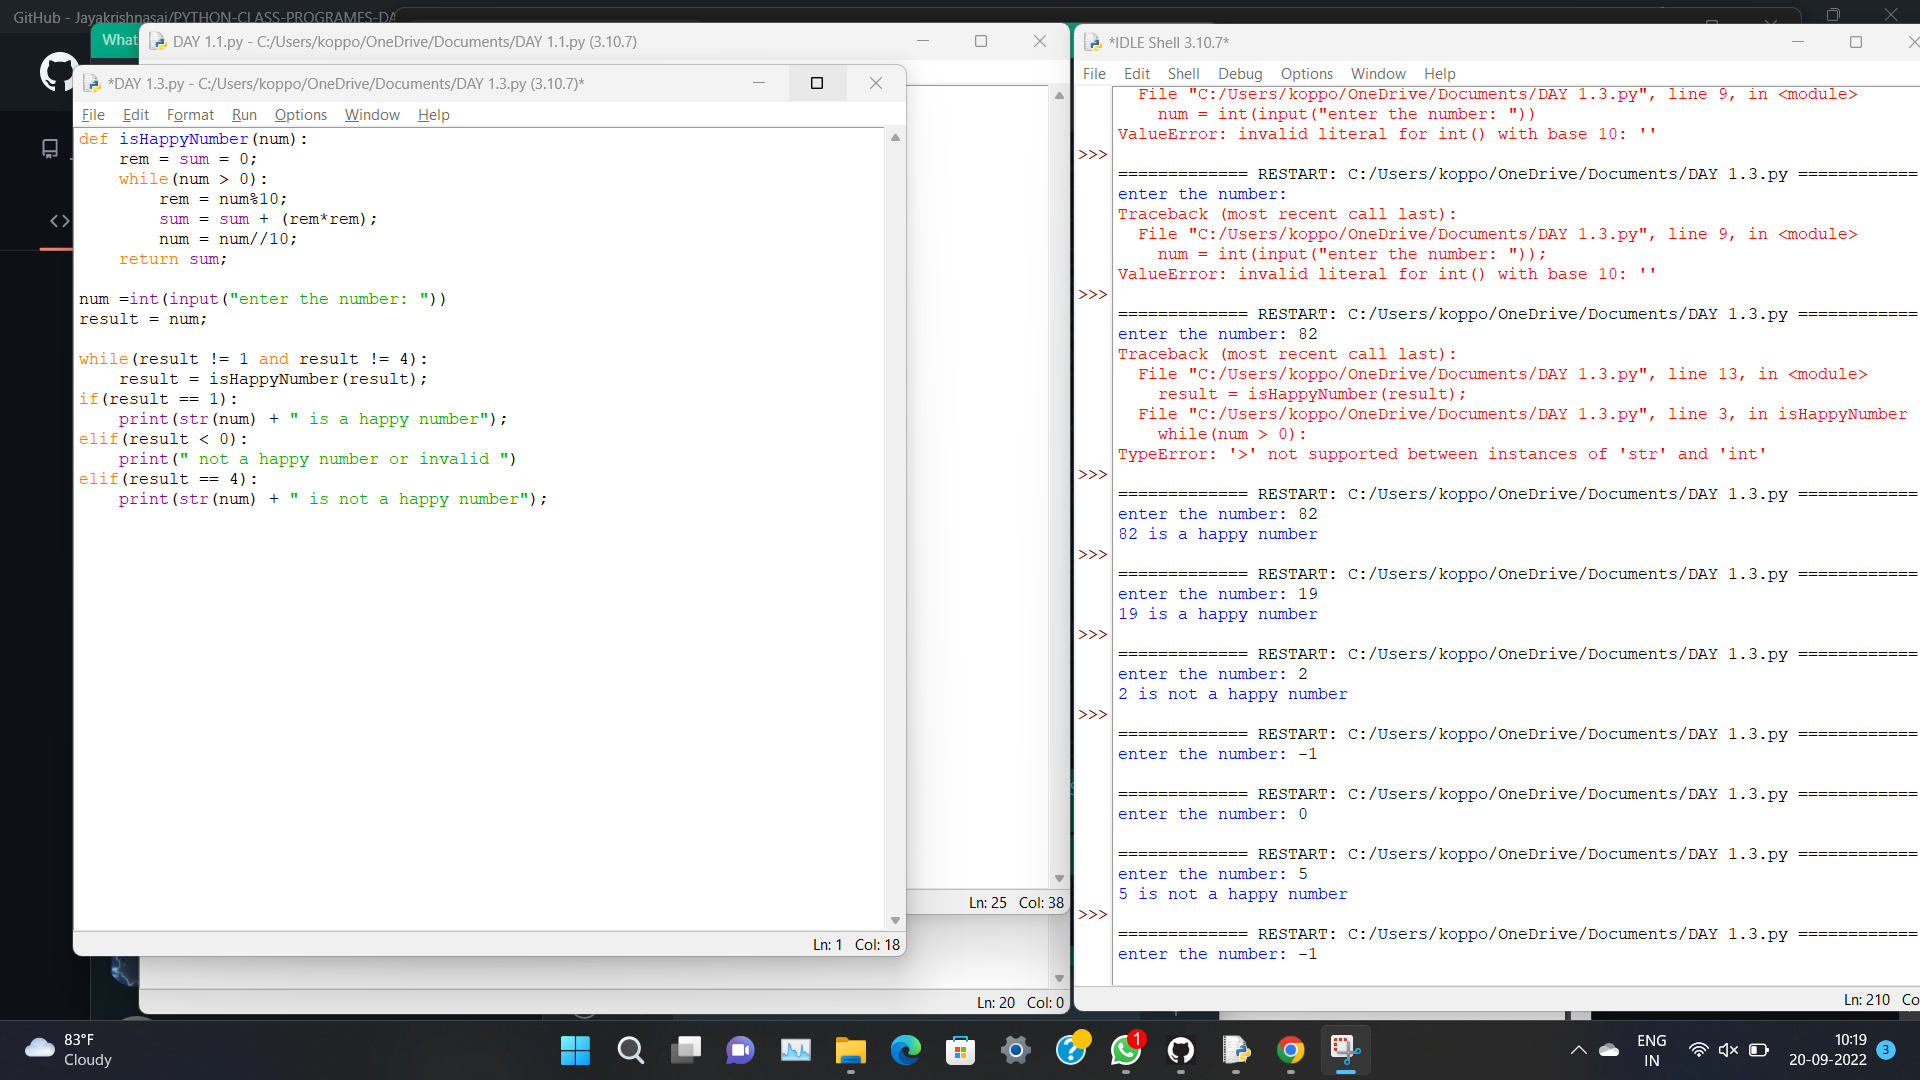 GitHub - Jayakrishnasai/PYTHON-CLASS-PROGRAMES-DA
What
DAY 1.1.py - C:/Users/koppo/OneDrive/Documents/DAY 1.1.py (3.10.7)
*DAY 1.3.py - C:/Users/koppo/OneDrive/Documents/DAY 1.3.py (3.10.7)*
File Edit Format Run Options Window Help
def isHappyNumber(num):
    rem = sum = 0;
    while(num > 0):
        rem = num%10;
        sum = sum + (rem*rem);
        num = num//10;
    return sum;
num =int(input("enter the number: "))
result = num;
while(result != 1 and result != 4):
    result = isHappyNumber(result);
if(result == 1):
    print(str(num) + " is a happy number");
elif(result < 0):
    print(" not a happy number or invalid ")
elif(result == 4):
    print(str(num) + " is not a happy number");
Ln: 1 Col: 18
Ln: 25 Col: 38
Ln: 20 Col: 0
*IDLE Shell 3.10.7*
File Edit Shell Debug Options Window Help
  File "C:/Users/koppo/OneDrive/Documents/DAY 1.3.py", line 9, in <module>
    num = int(input("enter the number: "))
ValueError: invalid literal for int() with base 10: ''
>>>
============= RESTART: C:/Users/koppo/OneDrive/Documents/DAY 1.3.py ============
enter the number:
Traceback (most recent call last):
  File "C:/Users/koppo/OneDrive/Documents/DAY 1.3.py", line 9, in <module>
    num = int(input("enter the number: "));
ValueError: invalid literal for int() with base 10: ''
>>>
============= RESTART: C:/Users/koppo/OneDrive/Documents/DAY 1.3.py ============
enter the number: 82
Traceback (most recent call last):
  File "C:/Users/koppo/OneDrive/Documents/DAY 1.3.py", line 13, in <module>
    result = isHappyNumber(result);
  File "C:/Users/koppo/OneDrive/Documents/DAY 1.3.py", line 3, in isHappyNumber
    while(num > 0):
TypeError: '>' not supported between instances of 'str' and 'int'
>>>
============= RESTART: C:/Users/koppo/OneDrive/Documents/DAY 1.3.py ============
enter the number: 82
82 is a happy number
>>>
============= RESTART: C:/Users/koppo/OneDrive/Documents/DAY 1.3.py ============
enter the number: 19
19 is a happy number
>>>
============= RESTART: C:/Users/koppo/OneDrive/Documents/DAY 1.3.py ============
enter the number: 2
2 is not a happy number
>>>
============= RESTART: C:/Users/koppo/OneDrive/Documents/DAY 1.3.py ============
enter the number: -1
============= RESTART: C:/Users/koppo/OneDrive/Documents/DAY 1.3.py ============
enter the number: 0
============= RESTART: C:/Users/koppo/OneDrive/Documents/DAY 1.3.py ============
enter the number: 5
5 is not a happy number
>>>
============= RESTART: C:/Users/koppo/OneDrive/Documents/DAY 1.3.py ============
enter the number: -1
Ln: 210 Co
83°F
Cloudy
1
ENG
IN
10:19
20-09-2022
3